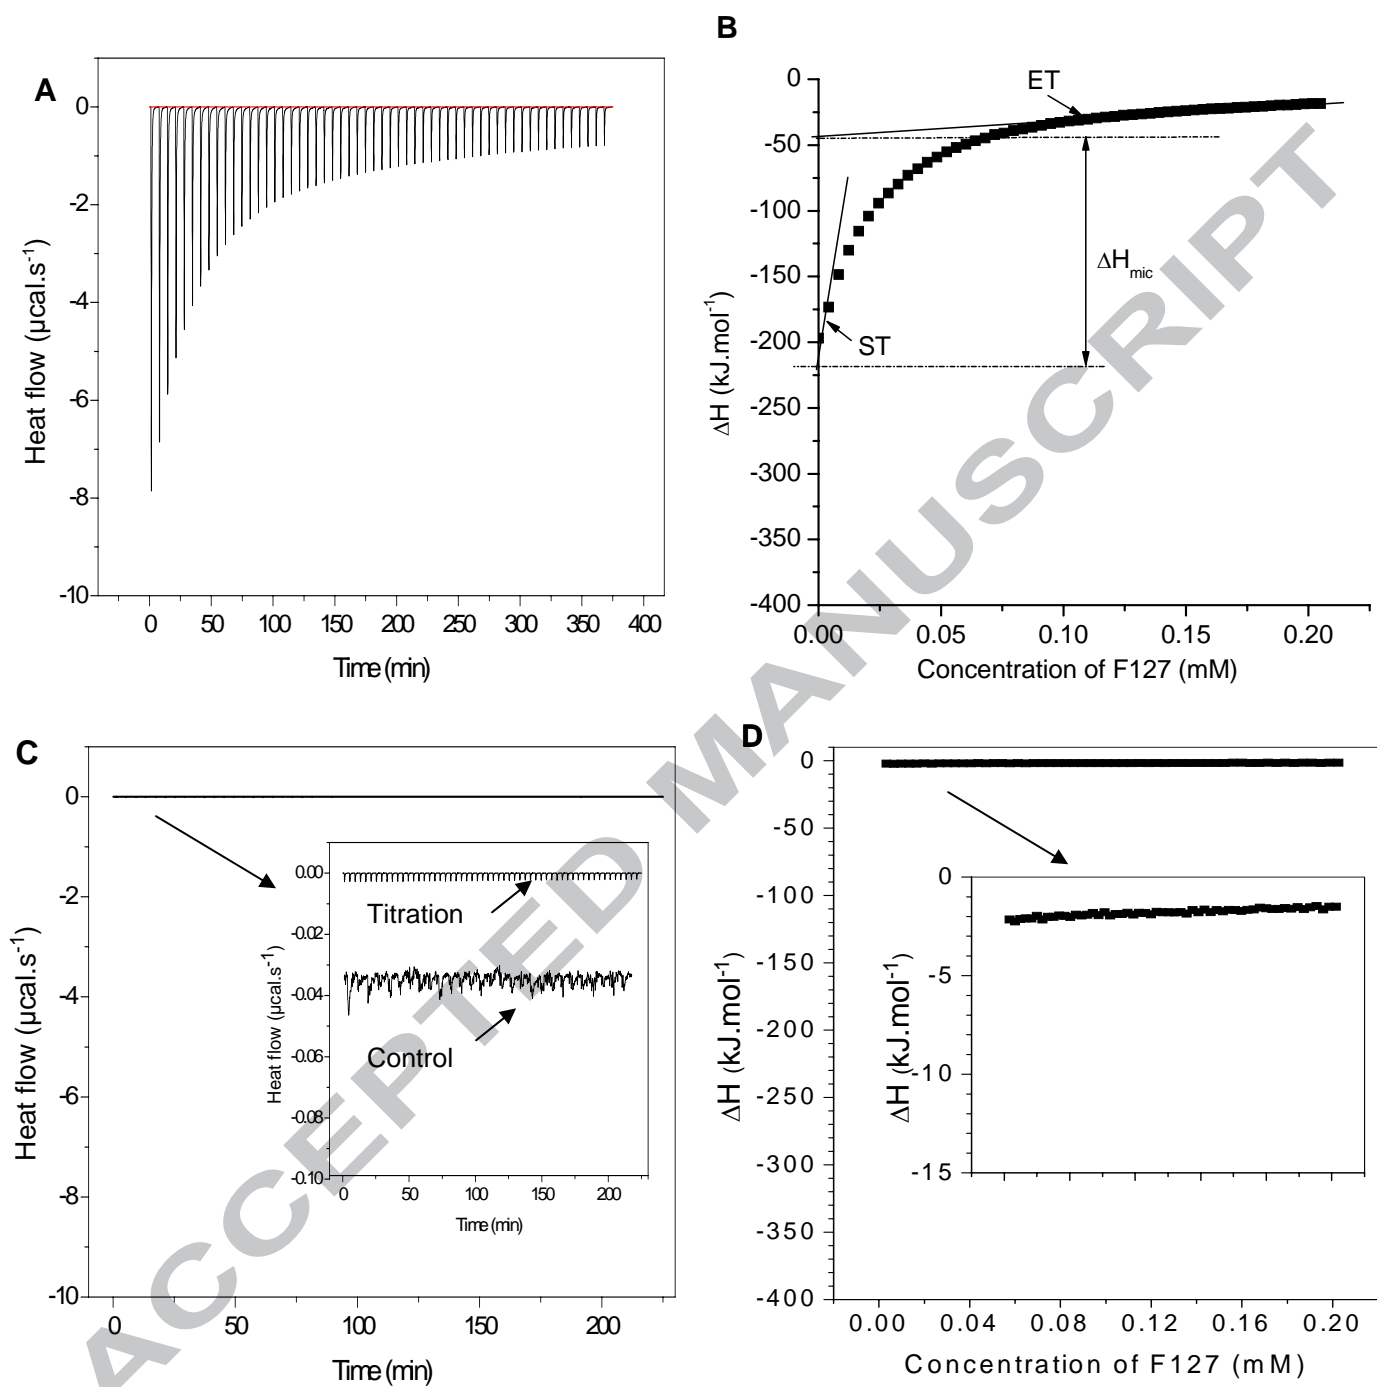 A
0
-2
-4
-6
-8
-10
0 50 100 150 200 250 300 350 400
Heat flow (µcal.s-1)
Time (min)
B
0
-50
-100
-150
-200
-250
-300
-350
-400
0.00 0.05 0.10 0.15 0.20
ΔH (kJ.mol-1)
Concentration of F127 (mM)
ET
ΔHmic
ST
C
0
-2
-4
-6
-8
-10
0 50 100 150 200
Heat flow (µcal.s-1)
Time (min)
0.00
-0.02
-0.04
-0.06
-0.08
-0.10
0 50 100 150 200
Heat flow (µcal.s-1)
Time (min)
Titration
Control
D
0
-50
-100
-150
-200
-250
-300
-350
-400
0.00 0.04 0.08 0.12 0.16 0.20
ΔH (kJ.mol-1)
Concentration of F127 (mM)
0
-5
-10
-15
ΔH (kJ.mol-1)
ACCEPTED MANUSCRIPT